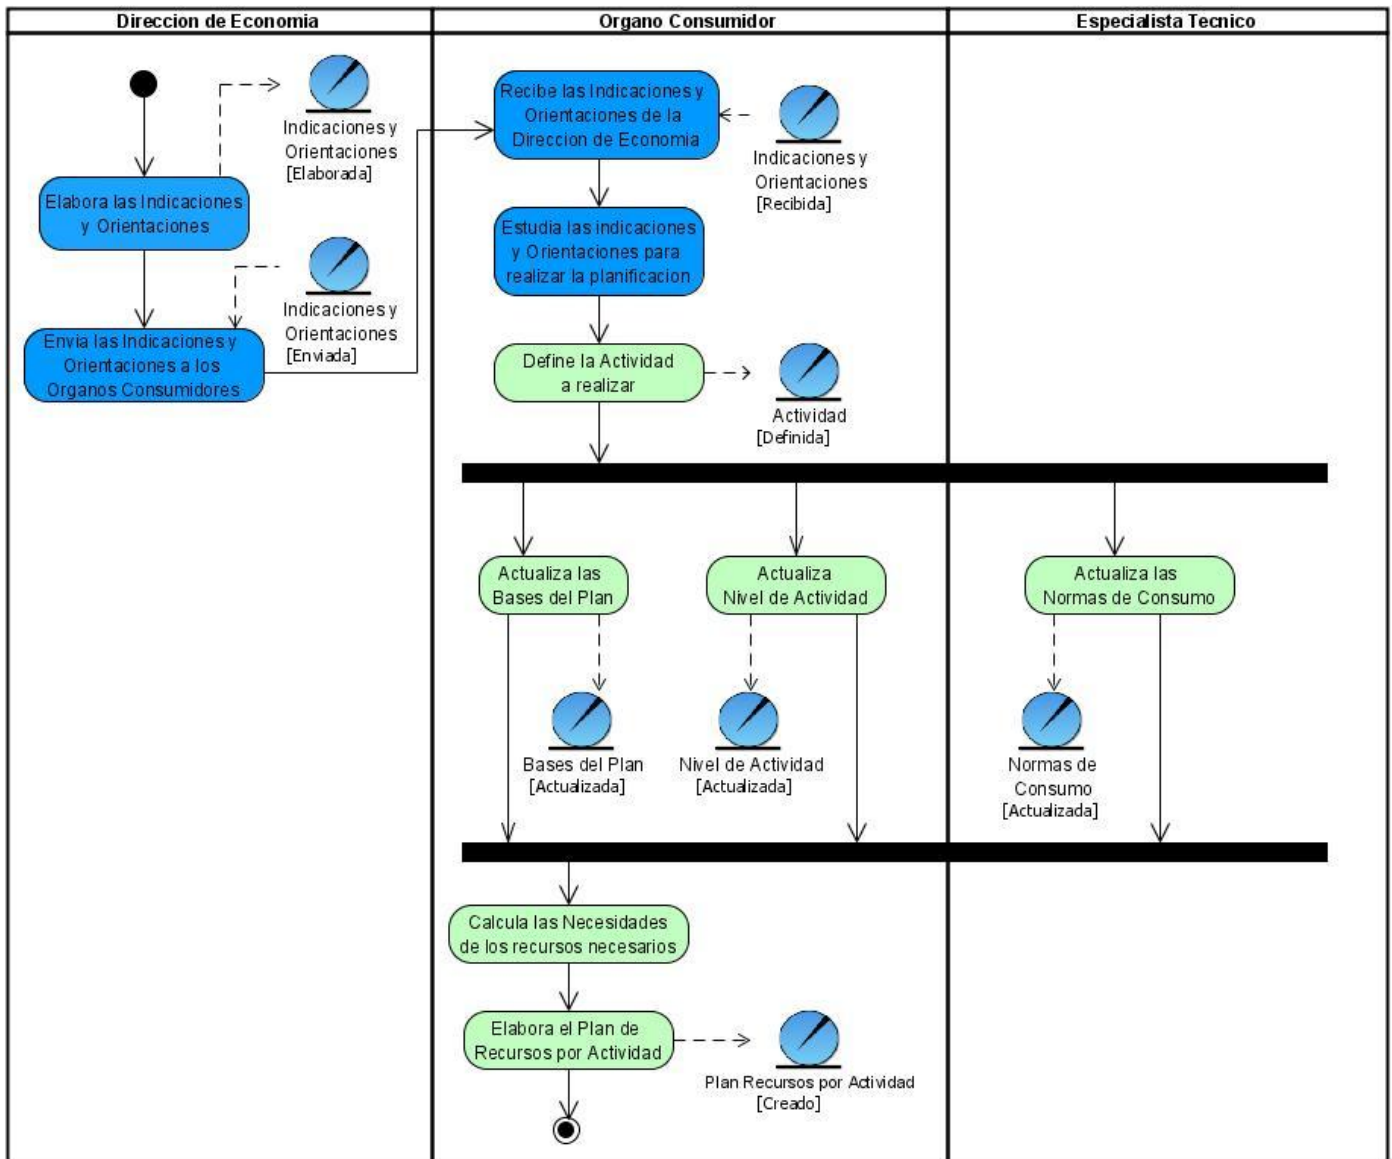 Direccion de Economia
Organo Consumidor
Especialista Tecnico
Indicaciones y
Orientaciones
[Elaborada]
Elabora las Indicaciones
y Orientaciones
Indicaciones y
Orientaciones
[Enviada]
Envia las Indicaciones y
Orientaciones a los
Organos Consumidores
Recibe las Indicaciones y
Orientaciones de la
Direccion de Economia
Indicaciones y
Orientaciones
[Recibida]
Estudia las indicaciones
y Orientaciones para
realizar la planificacion
Define la Actividad
a realizar
Actividad
[Definida]
Actualiza las
Bases del Plan
Actualiza
Nivel de Actividad
Actualiza las
Normas de Consumo
Bases del Plan
[Actualizada]
Nivel de Actividad
[Actualizada]
Normas de
Consumo
[Actualizada]
Calcula las Necesidades
de los recursos necesarios
Elabora el Plan de
Recursos por Actividad
Plan Recursos por Actividad
[Creado]